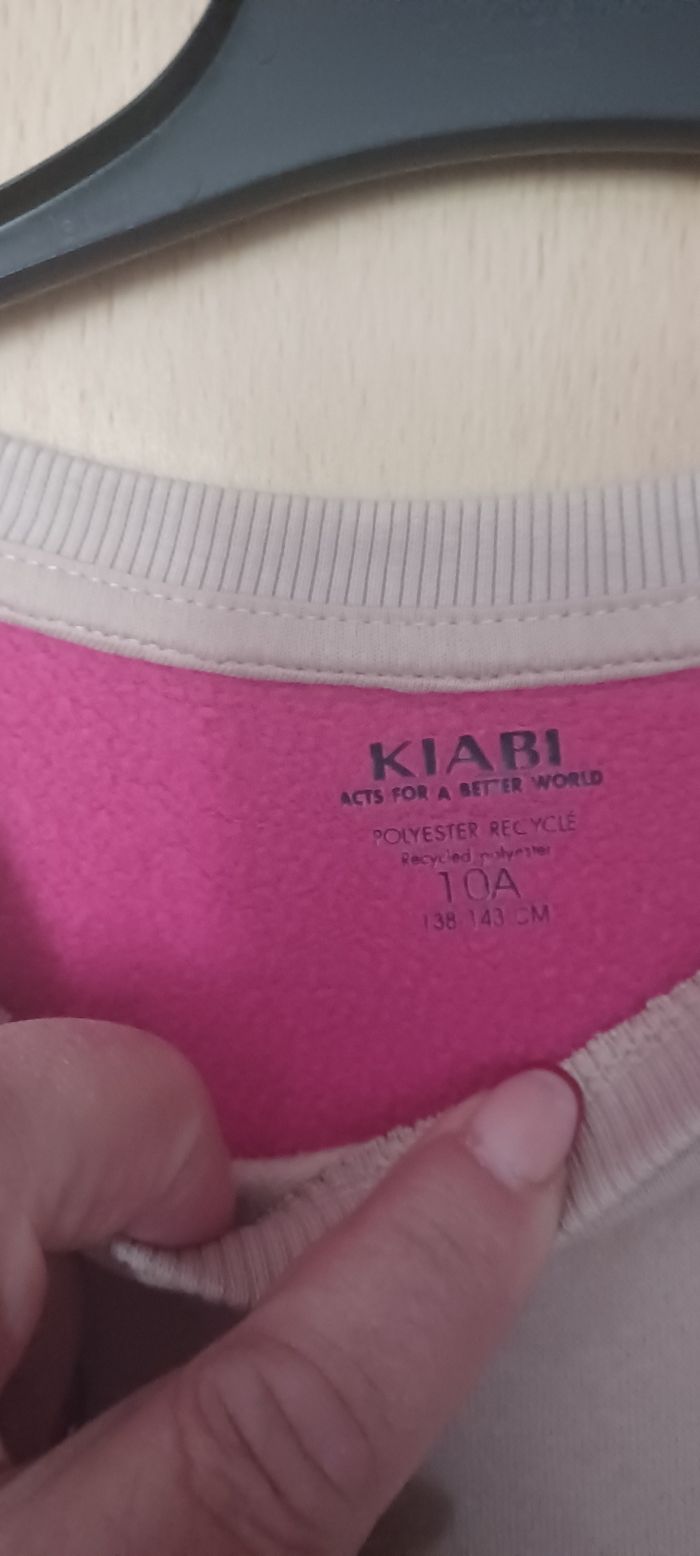 KIABI
ACTS FOR A BETTER WORLD
POLYESTER RECYCLÉ
Recycled polyester
10A
138 143 CM